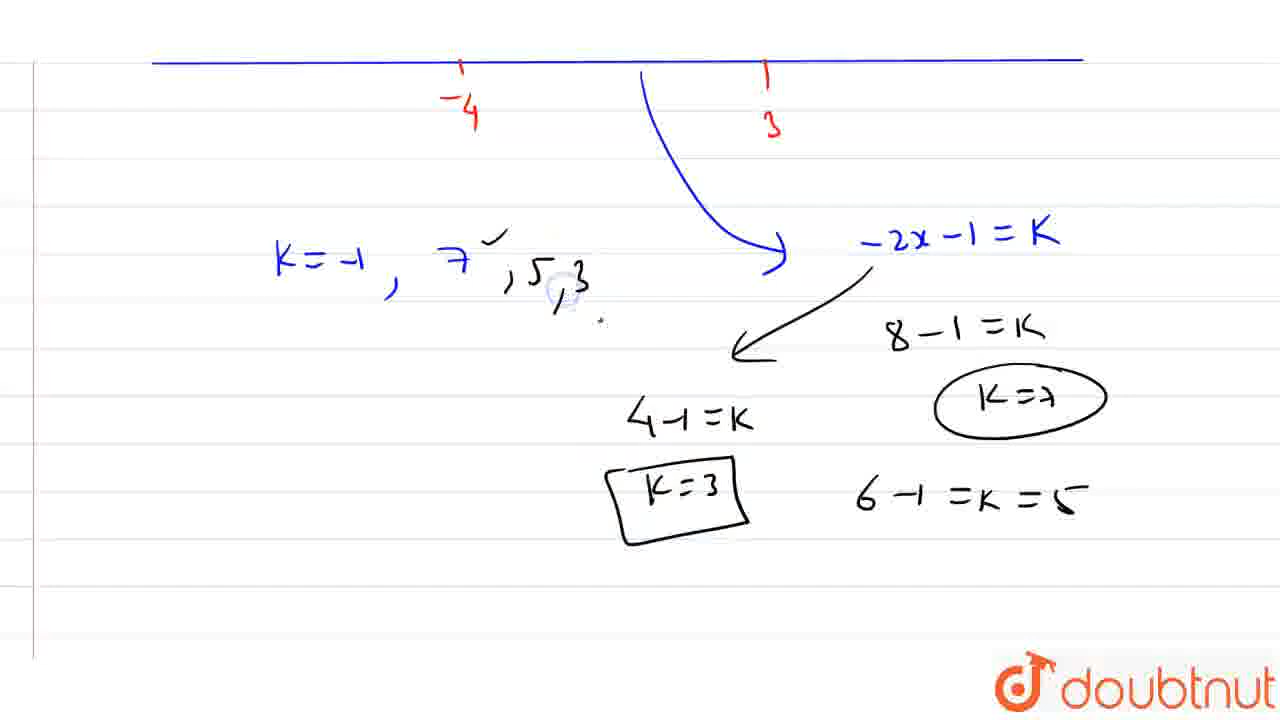 -4 3
K = -1, 7 ✓, 5, 3
-2x - 1 = K
8 - 1 = K
K = 7
4 - 1 = K
K = 3
6 - 1 = K = 5
doubtnut